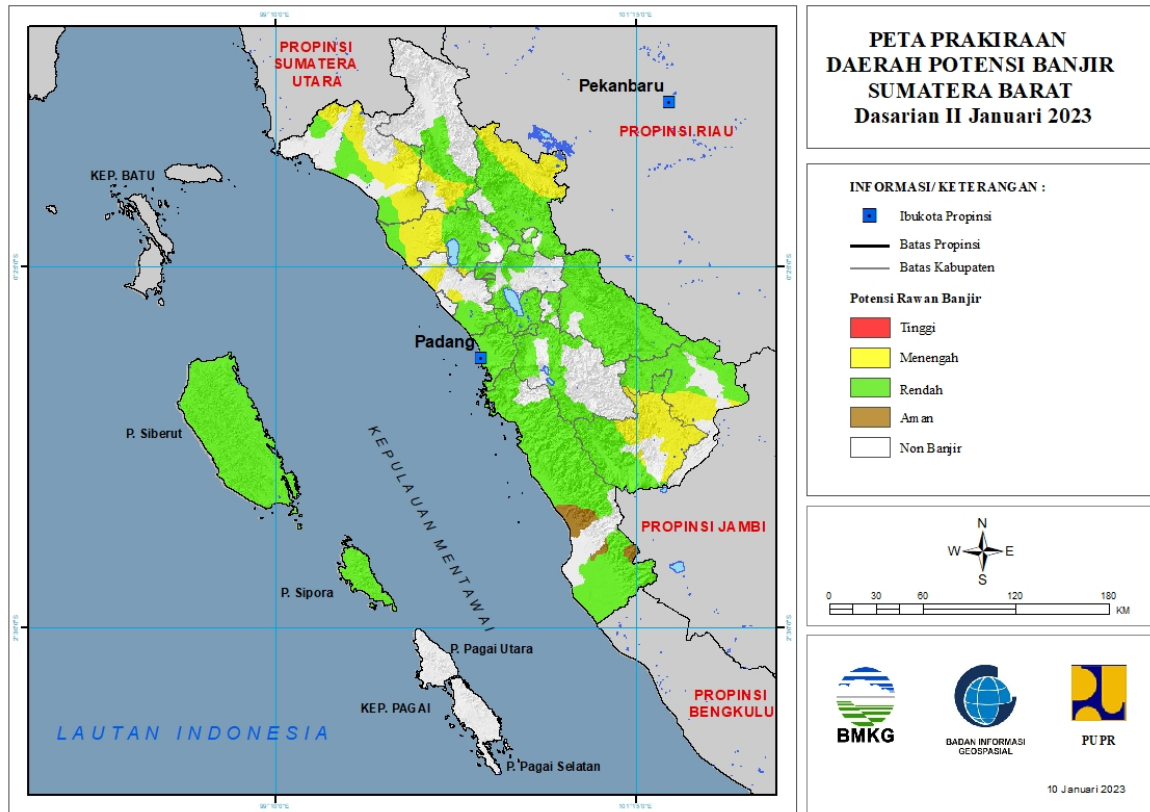 PETA PRAKIRAAN
DAERAH POTENSI BANJIR
SUMATERA BARAT
Dasarian II Januari 2023
INFORMASI/ KETERANGAN :
Ibukota Propinsi
Batas Propinsi
Batas Kabupaten
Potensi Rawan Banjir
Tinggi
Menengah
Rendah
Aman
Non Banjir
N
W E
S
0 15 30 60 120 180
KM
BMKG
BADAN INFORMASI
GEOSPASIAL
PUPR
10 Januari 2023
PROPINSI
SUMATERA
UTARA
Pekanbaru
PROPINSI RIAU
KEP. BATU
Padang
P. Siberut
KEPULAUAN MENTAWAI
PROPINSI JAMBI
P. Sipora
P. Pagai Utara
KEP. PAGAI
PROPINSI
BENGKULU
LAUTAN INDONESIA
P. Pagai Selatan